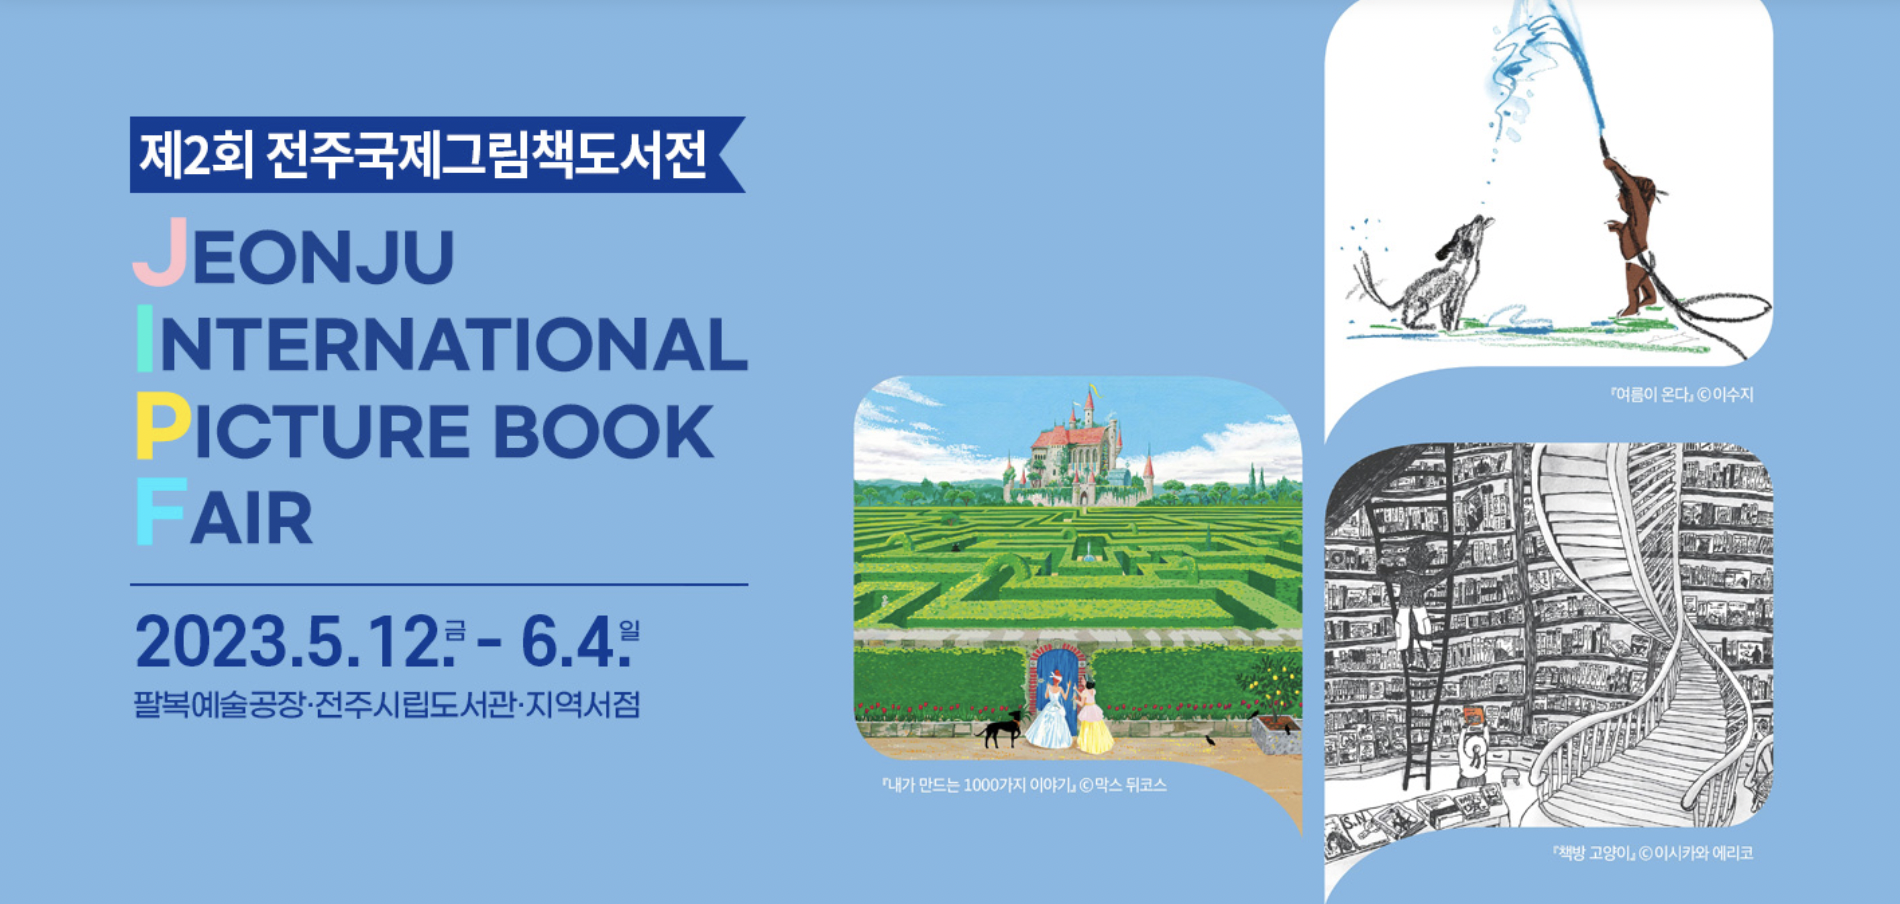 제2회 전주국제그림책도서전
JEONJU
INTERNATIONAL
PICTURE BOOK
FAIR
2023.5.12.금 - 6.4.일
팔복예술공장·전주시립도서관·지역서점
『여름이 온다』 ©이수지
『내가 만드는 1000가지 이야기』 ©막스 뒤코스
S.N
『책방 고양이』 ©이시카와 에리코